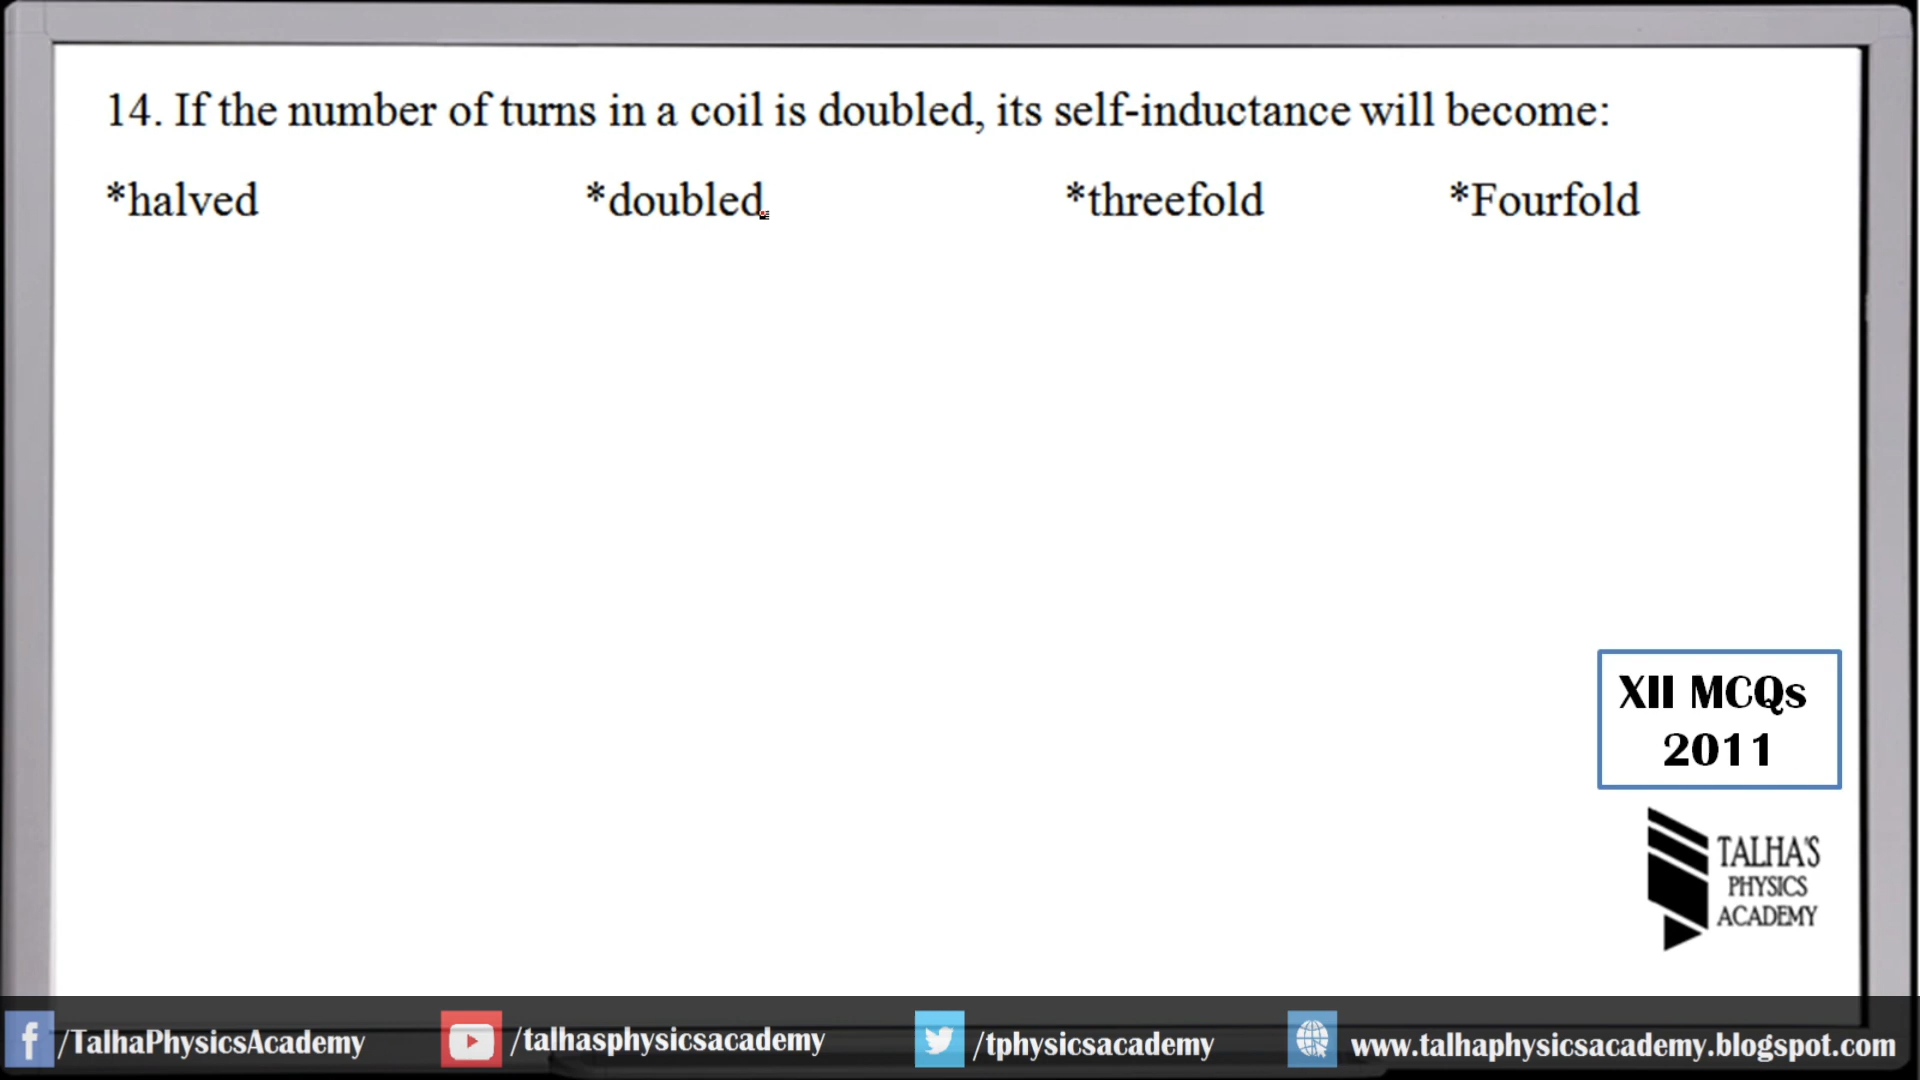 14. If the number of turns in a coil is doubled, its self-inductance will become:
*halved *doubled *threefold *Fourfold
XII MCQs
2011
TALHA'S
PHYSICS
ACADEMY
/TalhaPhysicsAcademy /talhasphysicsacademy /tphysicsacademy www.talhaphysicsacademy.blogspot.com